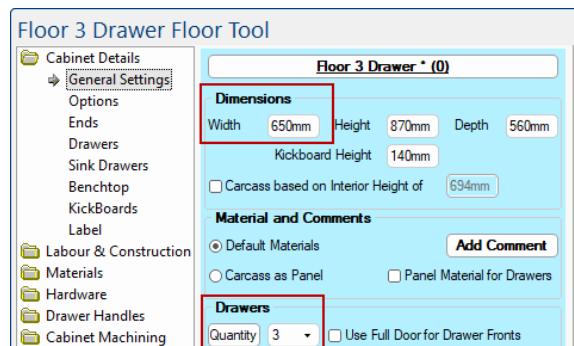 Floor 3 Drawer Floor Tool
Cabinet Details
General Settings
Options
Ends
Drawers
Sink Drawers
Benchtop
KickBoards
Label
Labour & Construction
Materials
Hardware
Drawer Handles
Cabinet Machining
Floor 3 Drawer * (0)
Dimensions
Width 650mm Height 870mm Depth 560mm
Kickboard Height 140mm
Carcass based on Interior Height of 694mm
Material and Comments
Default Materials Add Comment
Carcass as Panel Panel Material for Drawers
Drawers
Quantity 3 Use Full Door for Drawer Fronts